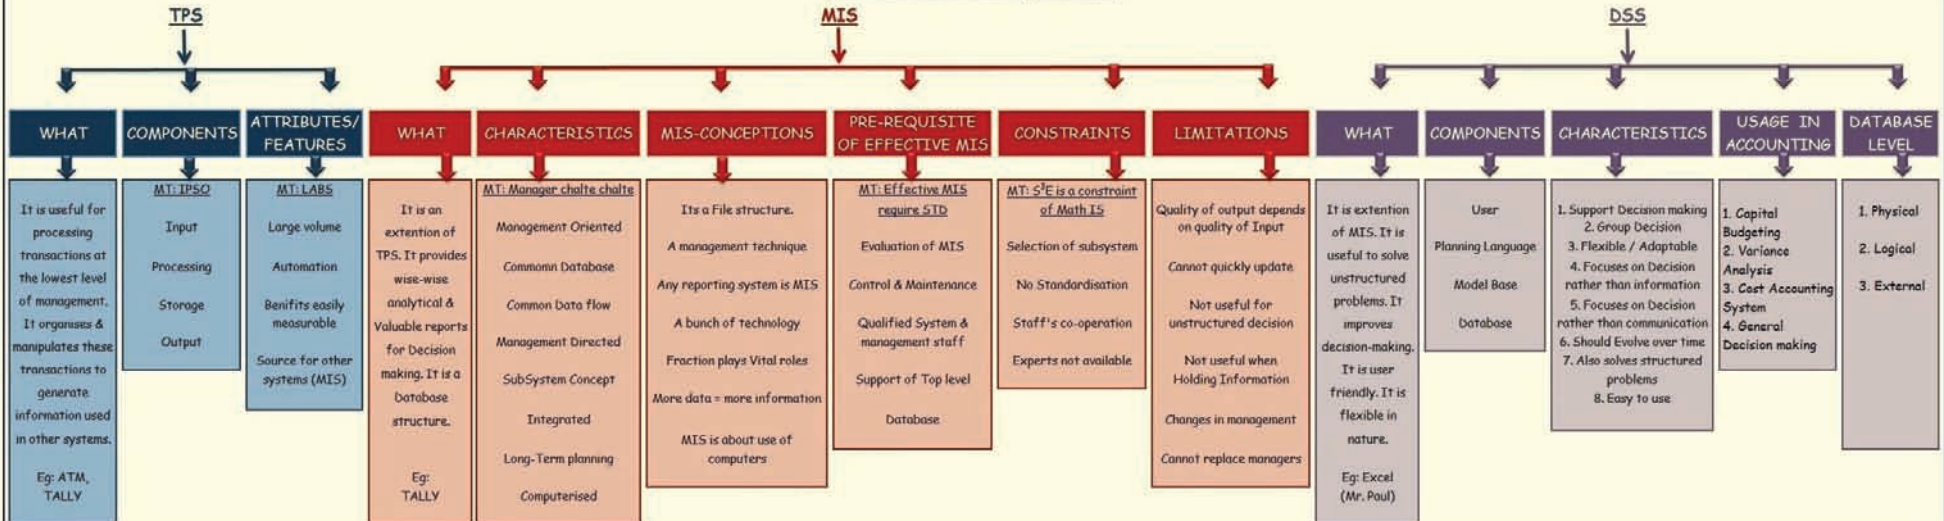 TPS
MIS
DSS
WHAT
It is useful for
processing
transactions at
the lowest level
of management.
It organises &
manipulates these
transactions to
generate
information used
in other systems.
Eg: ATM,
TALLY
COMPONENTS
MT: IPSO
Input
Processing
Storage
Output
ATTRIBUTES/
FEATURES
MT: LABS
Large volume
Automation
Benifits easily
measurable
Source for other
systems (MIS)
WHAT
It is an
extention of
TPS. It provides
wise-wise
analytical &
Valuable reports
for Decision
making. It is a
Database
structure.
Eg:
TALLY
CHARACTERISTICS
MT: Manager chalte chalte
Management Oriented
Commomn Database
Common Data flow
Management Directed
SubSystem Concept
Integrated
Long-Term planning
Computerised
MIS-CONCEPTIONS
Its a File structure.
A management technique
Any reporting system is MIS
A bunch of technology
Fraction plays Vital roles
More data = more information
MIS is about use of
computers
PRE-REQUISITE
OF EFFECTIVE MIS
MT: Effective MIS
require STD
Evaluation of MIS
Control & Maintenance
Qualified System &
management staff
Support of Top level
Database
CONSTRAINTS
MT: S³E is a constraint
of Math IS
Selection of subsystem
No Standardisation
Staff's co-operation
Experts not available
LIMITATIONS
Quality of output depends
on quality of Input
Cannot quickly update
Not useful for
unstructured decision
Not useful when
Holding Information
Changes in management
Cannot replace managers
WHAT
It is extention
of MIS. It is
useful to solve
unstructured
problems. It
improves
decision-making.
It is user
friendly. It is
flexible in
nature.
Eg: Excel
(Mr. Paul)
COMPONENTS
User
Planning Language
Model Base
Database
CHARACTERISTICS
1. Support Decision making
2. Group Decision
3. Flexible / Adaptable
4. Focuses on Decision
rather than information
5. Focuses on Decision
rather than communication
6. Should Evolve over time
7. Also solves structured
problems
8. Easy to use
USAGE IN
ACCOUNTING
1. Capital
Budgeting
2. Variance
Analysis
3. Cost Accounting
System
4. General
Decision making
DATABASE
LEVEL
1. Physical
2. Logical
3. External